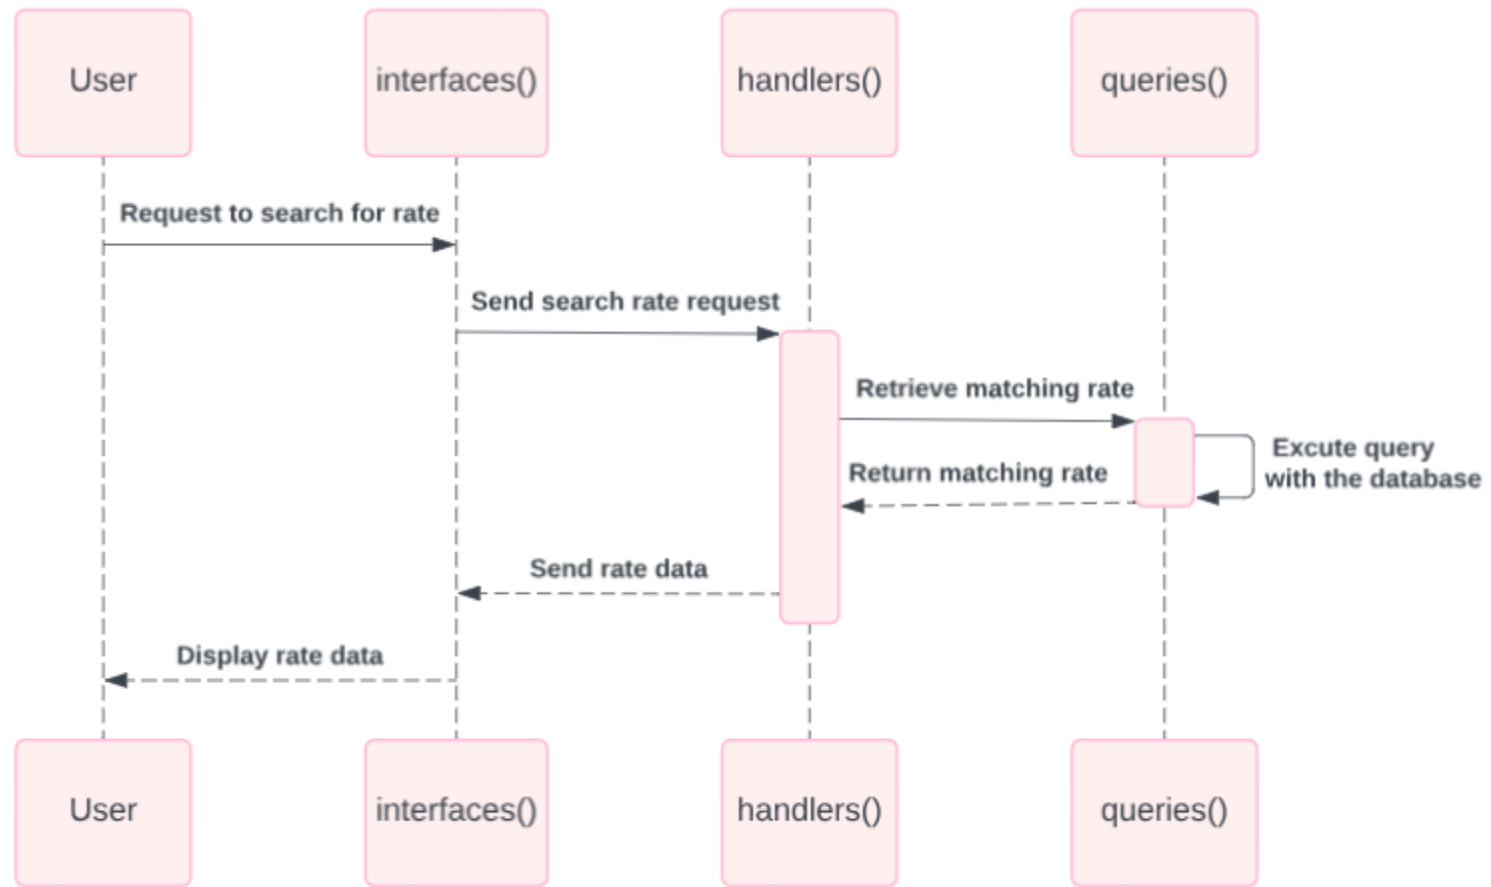 User
interfaces()
handlers()
queries()
Request to search for rate
Send search rate request
Retrieve matching rate
Excute query
with the database
Return matching rate
Send rate data
Display rate data
User
interfaces()
handlers()
queries()